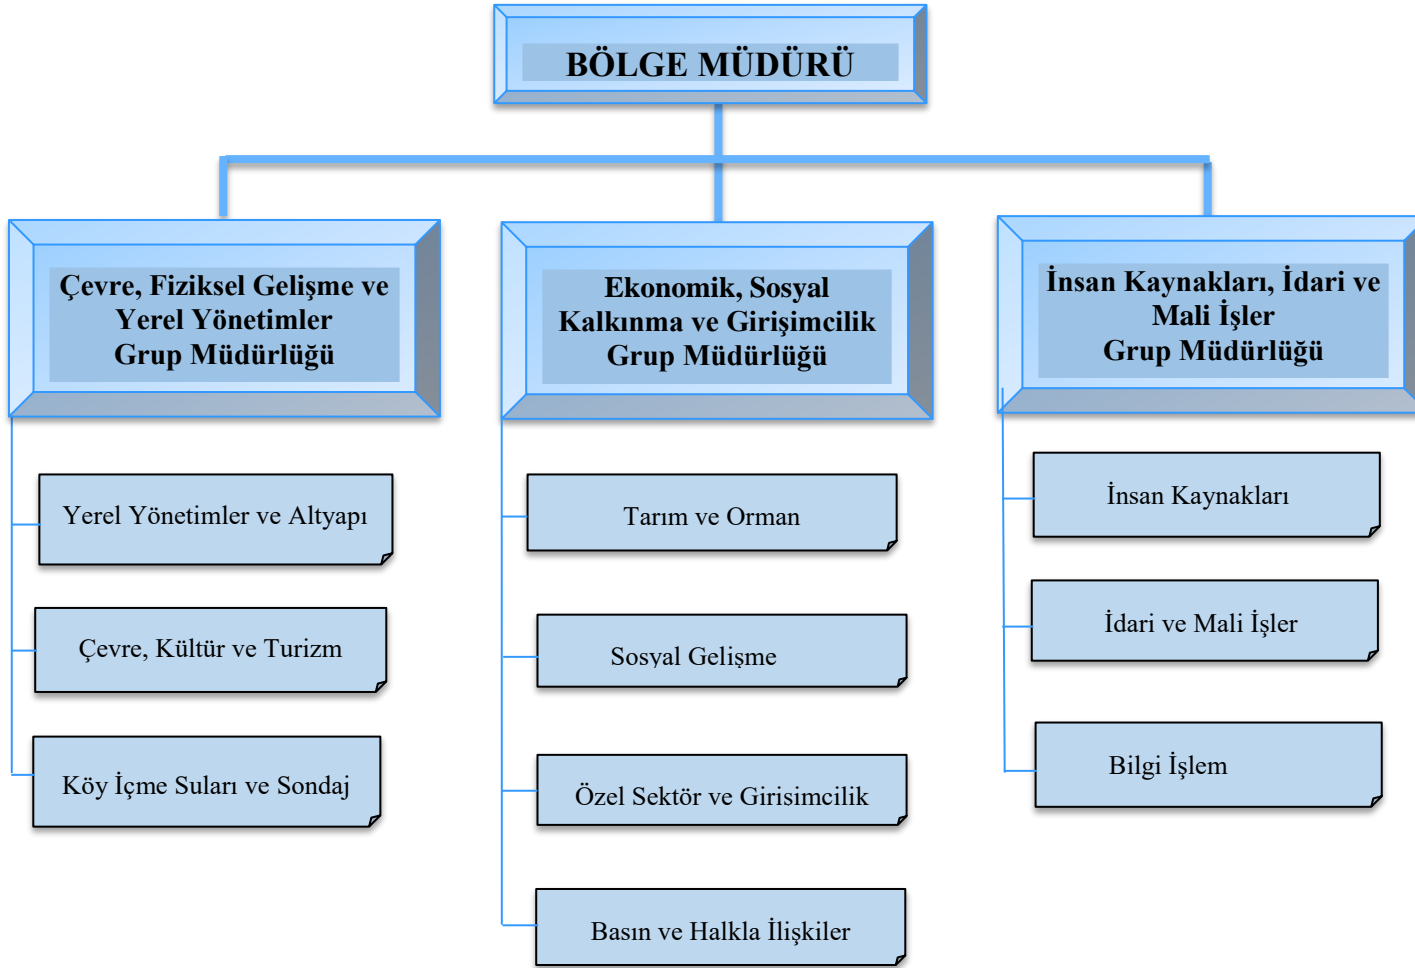 BÖLGE MÜDÜRÜ
Çevre, Fiziksel Gelişme ve
Yerel Yönetimler
Grup Müdürlüğü
Yerel Yönetimler ve Altyapı
Çevre, Kültür ve Turizm
Köy İçme Suları ve Sondaj
Ekonomik, Sosyal
Kalkınma ve Girişimcilik
Grup Müdürlüğü
Tarım ve Orman
Sosyal Gelişme
Özel Sektör ve Girisimcilik
Basın ve Halkla İlişkiler
İnsan Kaynakları, İdari ve
Mali İşler
Grup Müdürlüğü
İnsan Kaynakları
İdari ve Mali İşler
Bilgi İşlem